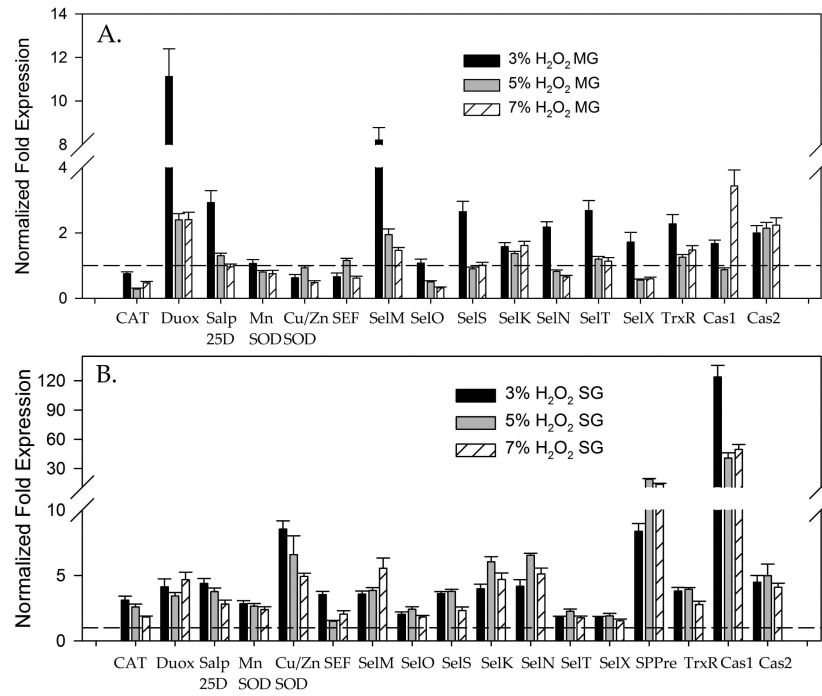 A.
Normalized Fold Expression
14
12
10
8
4
2
0
3% H₂O₂ MG
5% H₂O₂ MG
7% H₂O₂ MG
CAT Duox Salp Mn Cu/Zn SEF SelM SelO SelS SelK SelN SelT SelX TrxR Cas1 Cas2
25D SOD SOD
B.
Normalized Fold Expression
120
90
60
30
10
5
0
3% H₂O₂ SG
5% H₂O₂ SG
7% H₂O₂ SG
CAT Duox Salp Mn Cu/Zn SEF SelM SelO SelS SelK SelN SelT SelX SPPre TrxR Cas1 Cas2
25D SOD SOD